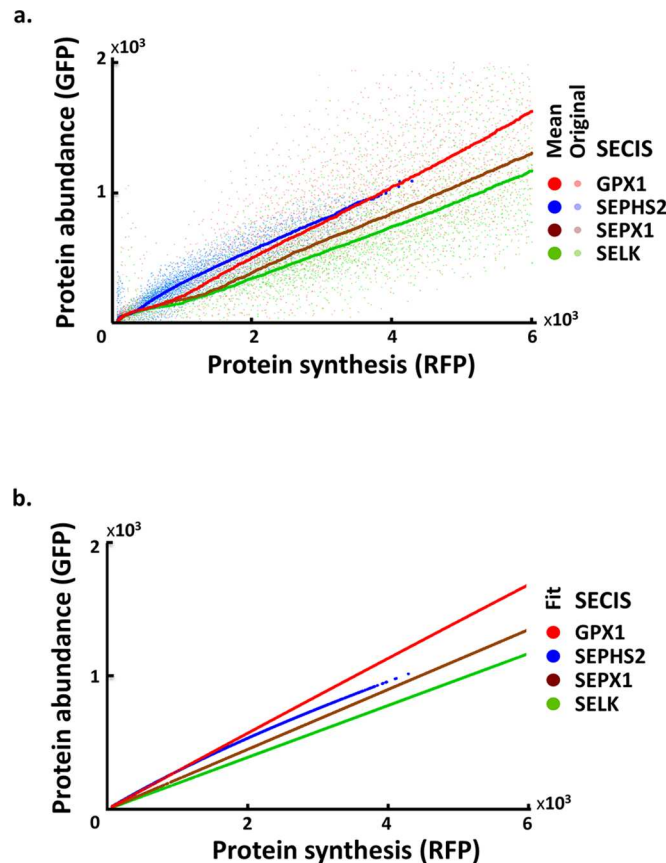 a.
x10³
2
Protein abundance (GFP)
1
0
2
4
6
x10³
Protein synthesis (RFP)
Mean
Original
SECIS
GPX1
SEPHS2
SEPX1
SELK
b.
x10³
2
Protein abundance (GFP)
1
0
2
4
6
x10³
Protein synthesis (RFP)
Fit
SECIS
GPX1
SEPHS2
SEPX1
SELK